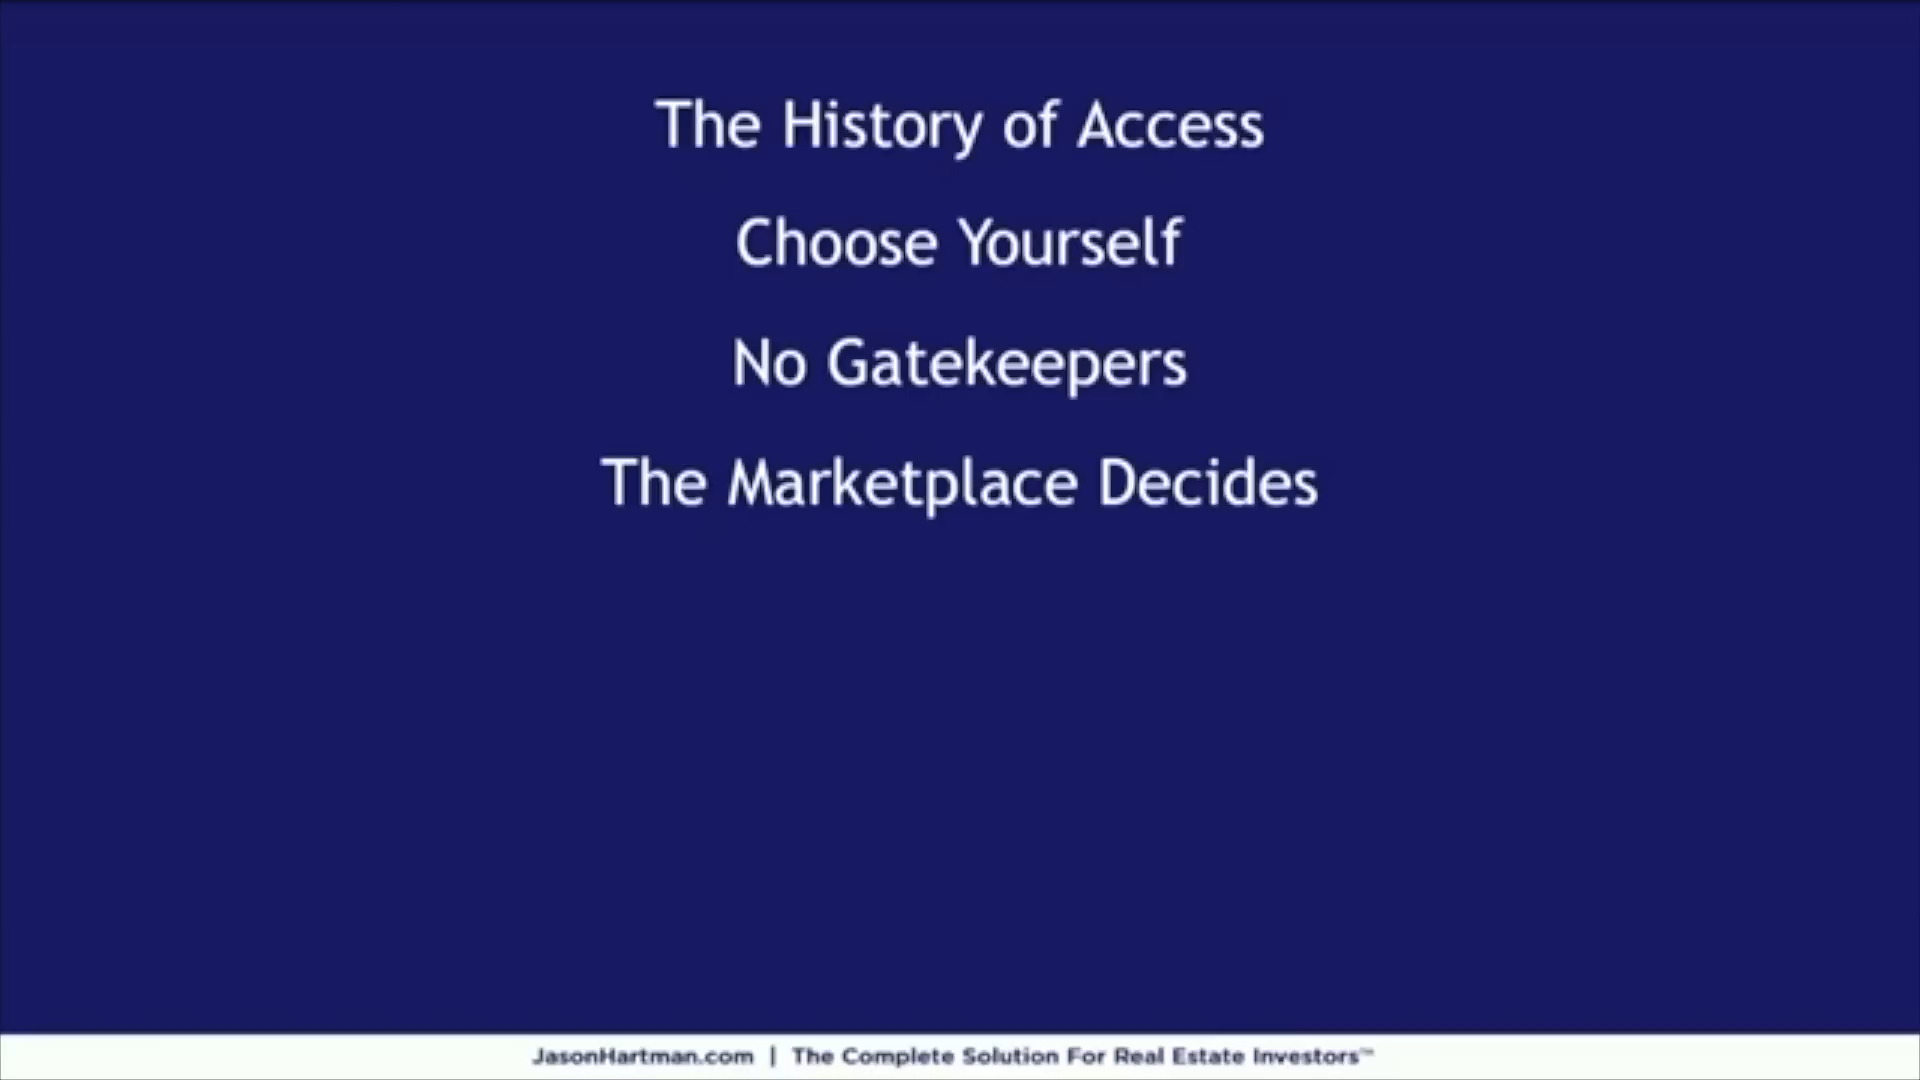 The History of Access
Choose Yourself
No Gatekeepers
The Marketplace Decides
JasonHartman.com | The Complete Solution For Real Estate Investors™